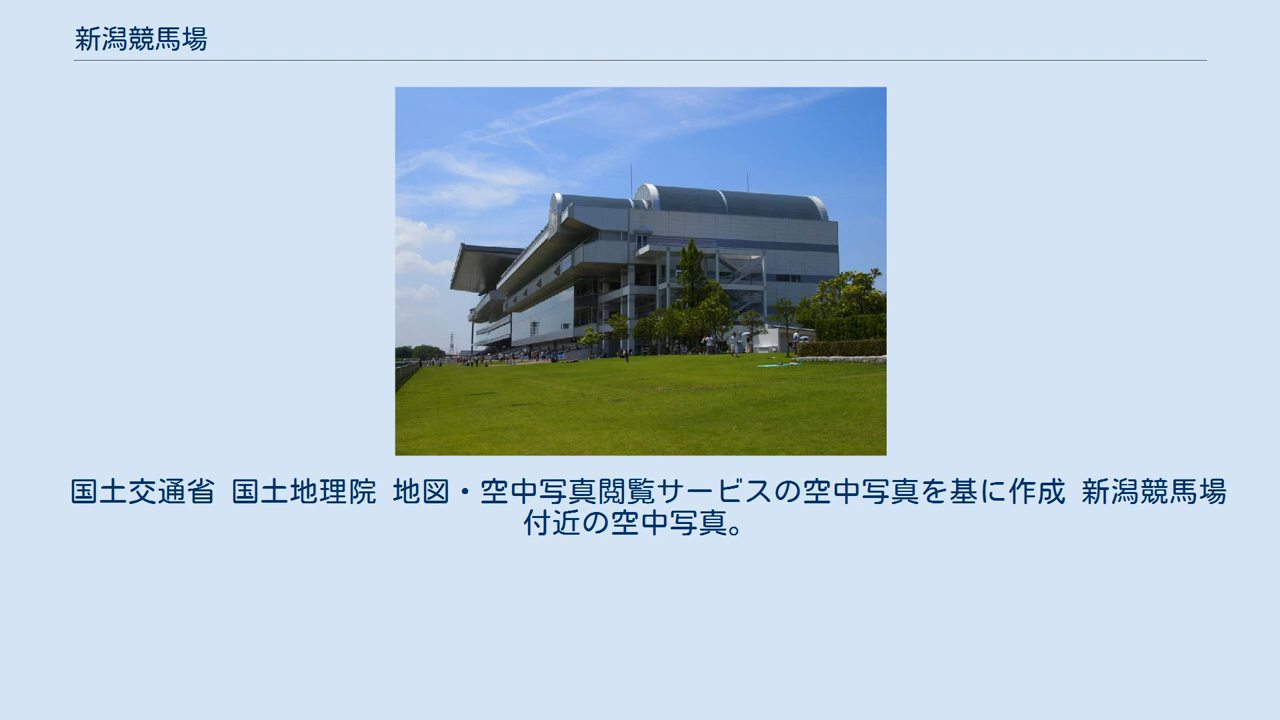 新潟競馬場
国土交通省 国土地理院 地図・空中写真閲覧サービスの空中写真を基に作成 新潟競馬場
付近の空中写真。